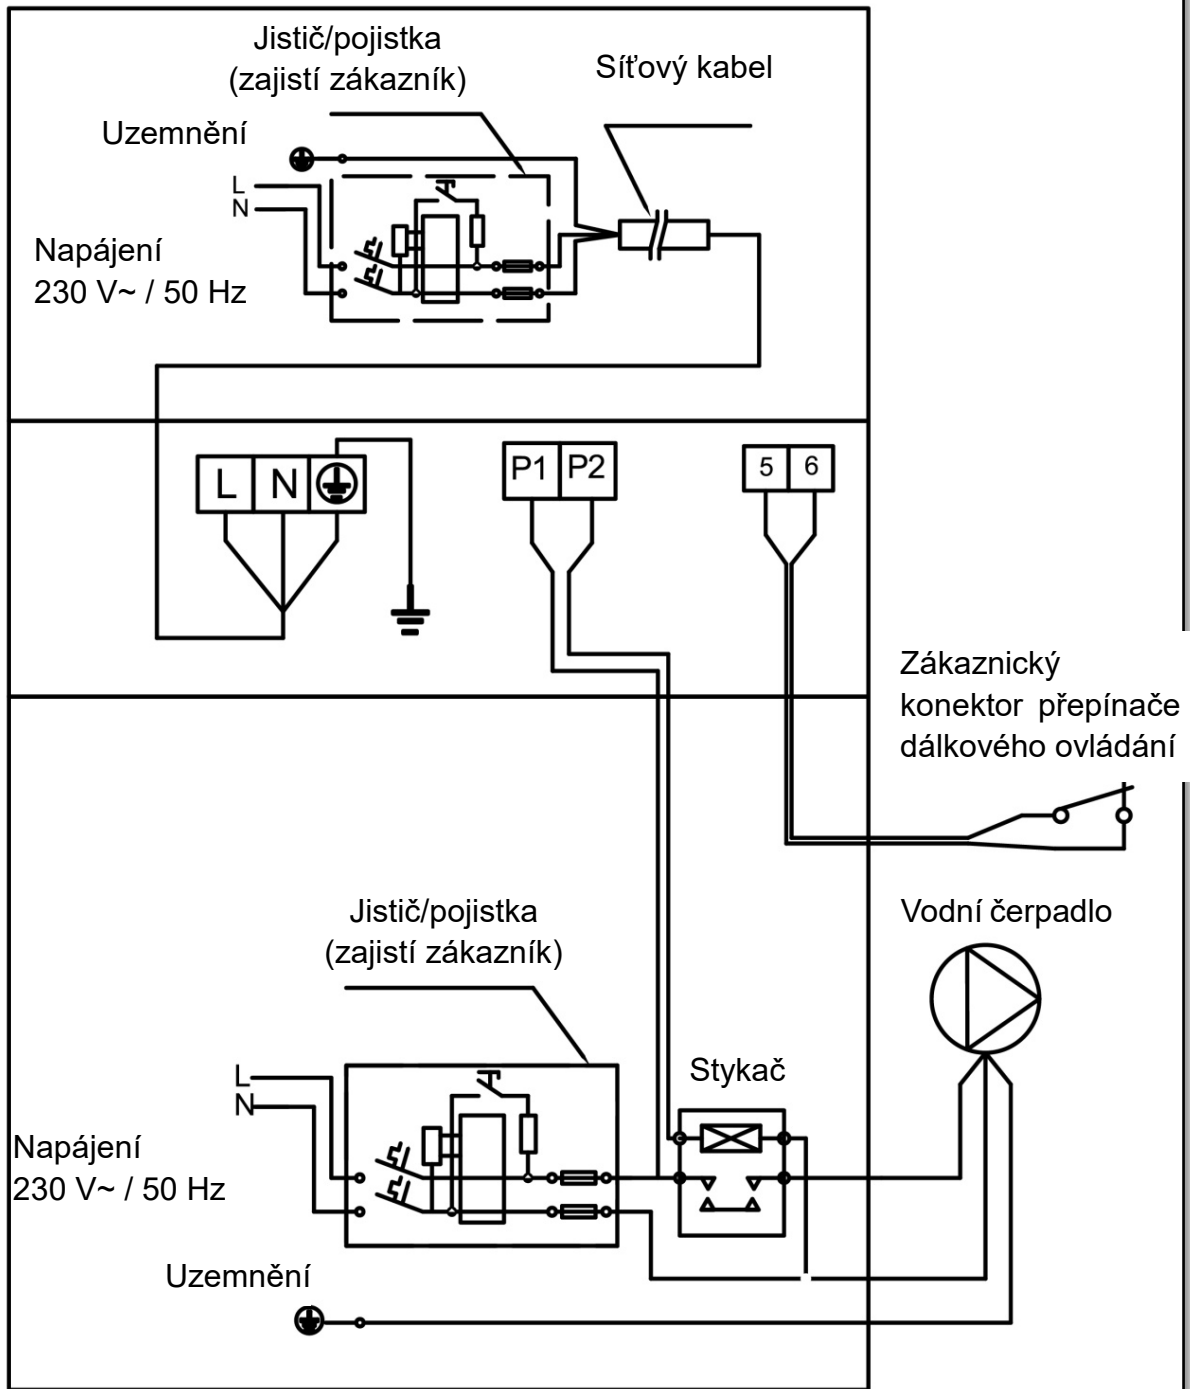 Jistič/pojistka
(zajistí zákazník)
Síťový kabel
Uzemnění
L
N
Napájení
230 V~ / 50 Hz
L N
P1 P2
5 6
Zákaznický
konektor přepínače
dálkového ovládání
Jistič/pojistka
(zajistí zákazník)
Vodní čerpadlo
Stykač
L
N
Napájení
230 V~ / 50 Hz
Uzemnění